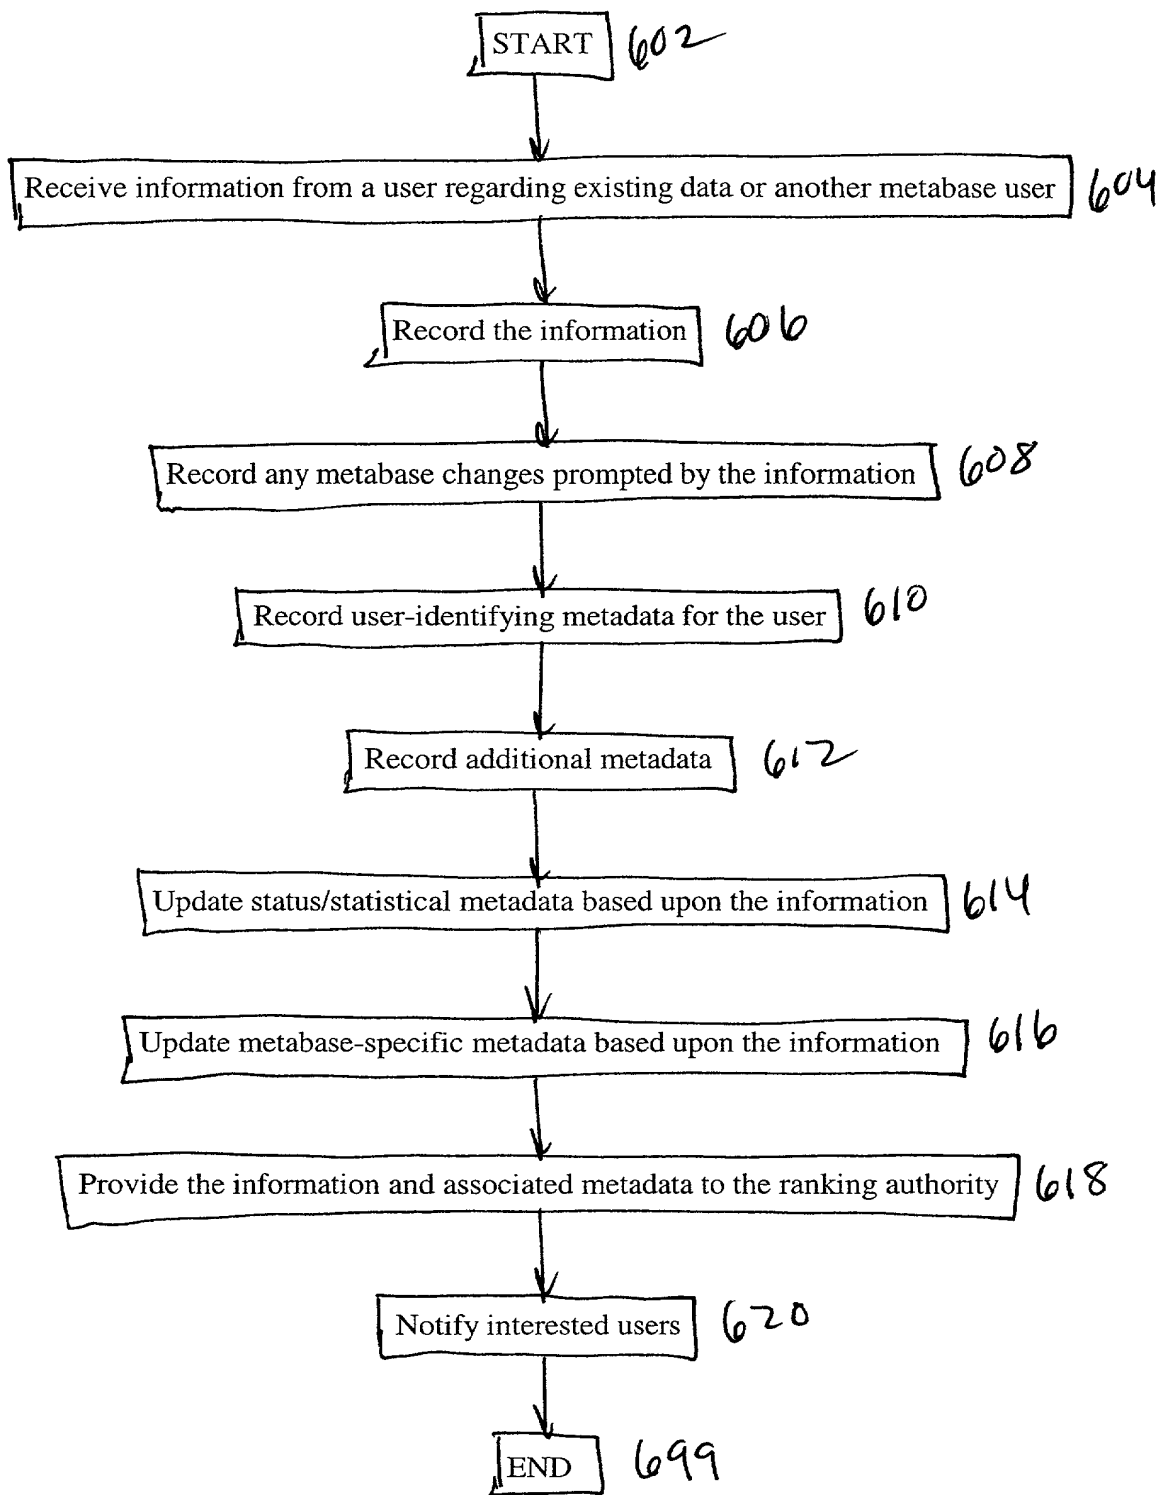 START 602
Receive information from a user regarding existing data or another metabase user 604
Record the information 606
Record any metabase changes prompted by the information 608
Record user-identifying metadata for the user 610
Record additional metadata 612
Update status/statistical metadata based upon the information 614
Update metabase-specific metadata based upon the information 616
Provide the information and associated metadata to the ranking authority 618
Notify interested users 620
END 699